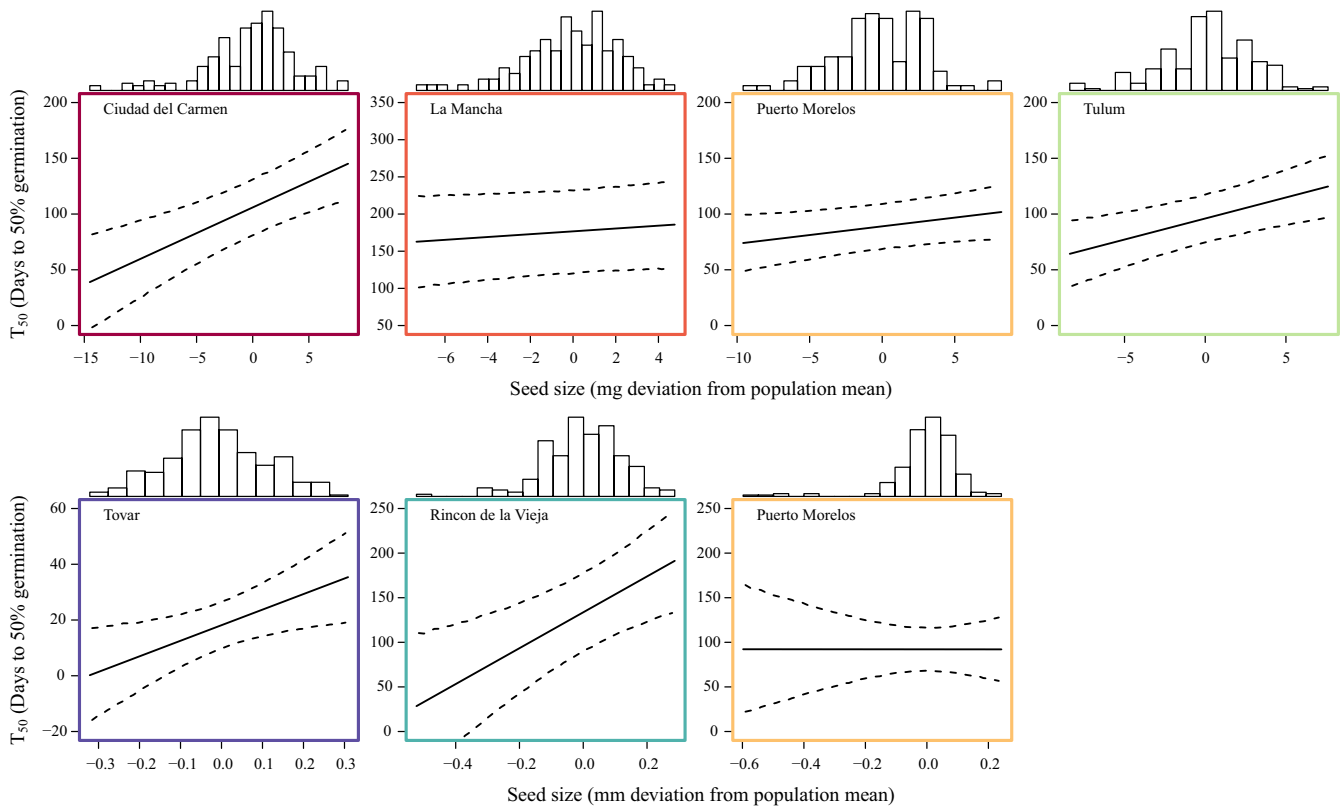 Ciudad del Carmen
La Mancha
Puerto Morelos
Tulum
T50 (Days to 50% germination)
200
150
100
50
0
350
300
250
200
150
100
50
200
150
100
50
0
200
150
100
50
0
−15 −10 −5 0 5
−6 −4 −2 0 2 4
−10 −5 0 5
−5 0 5
Seed size (mg deviation from population mean)
Tovar
Rincon de la Vieja
Puerto Morelos
T50 (Days to 50% germination)
60
40
20
0
−20
250
200
150
100
50
0
250
200
150
100
50
0
−0.3 −0.2 −0.1 0.0 0.1 0.2 0.3
−0.4 −0.2 0.0 0.2
−0.6 −0.4 −0.2 0.0 0.2
Seed size (mm deviation from population mean)